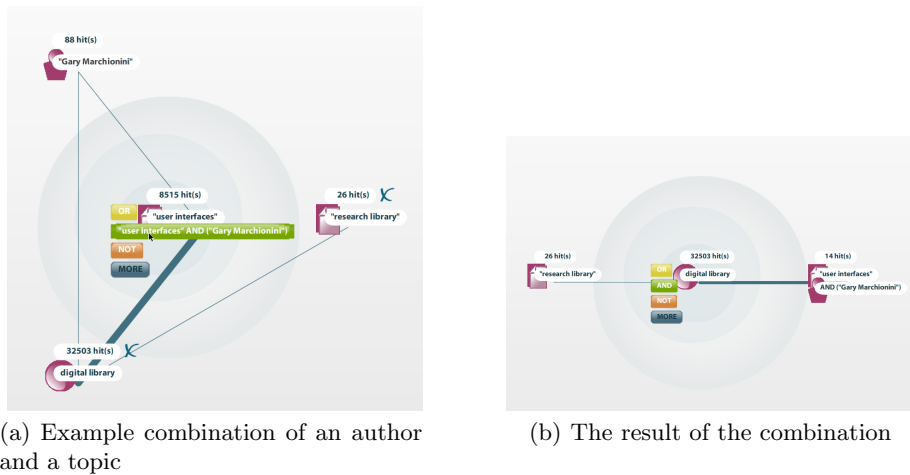 88 hit(s)
"Gary Marchionini"
8515 hit(s)
OR
"user interfaces"
"user interfaces" AND ("Gary Marchionini")
NOT
MORE
26 hit(s)
"research library"
32503 hit(s)
digital library
(a) Example combination of an author
and a topic
26 hit(s)
"research library"
32503 hit(s)
OR
digital library
AND
NOT
MORE
14 hit(s)
"user interfaces"
AND ("Gary Marchionini")
(b) The result of the combination